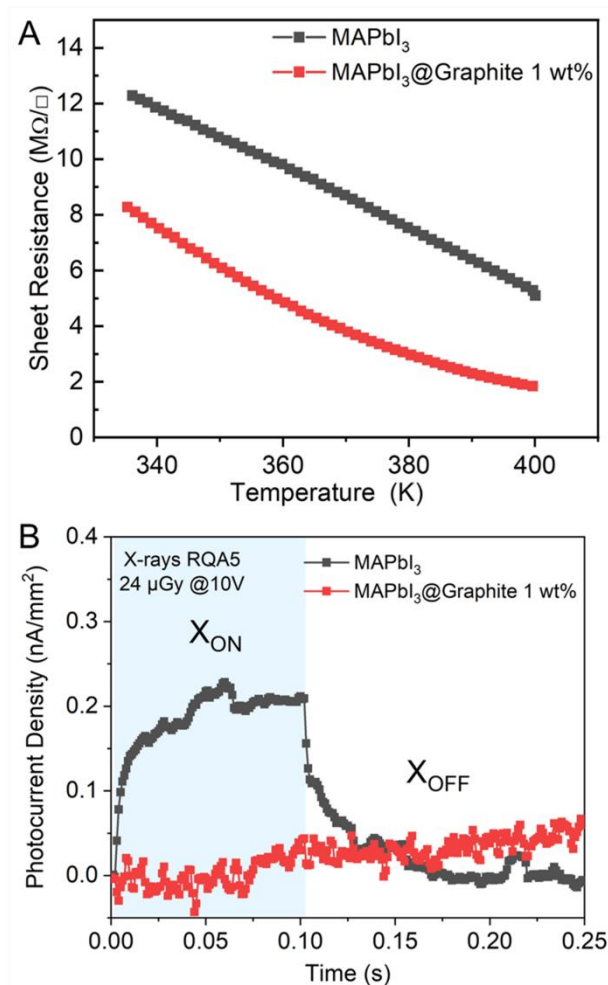 A
MAPbI₃
MAPbI₃@Graphite 1 wt%
Sheet Resistance (MΩ/□)
14
12
10
8
6
4
2
0
340 360 380 400
Temperature (K)
B
X-rays RQA5
24 µGy @10V
MAPbI₃
MAPbI₃@Graphite 1 wt%
X_ON
X_OFF
Photocurrent Density (nA/mm²)
0.4
0.3
0.2
0.1
0.0
0.00 0.05 0.10 0.15 0.20 0.25
Time (s)